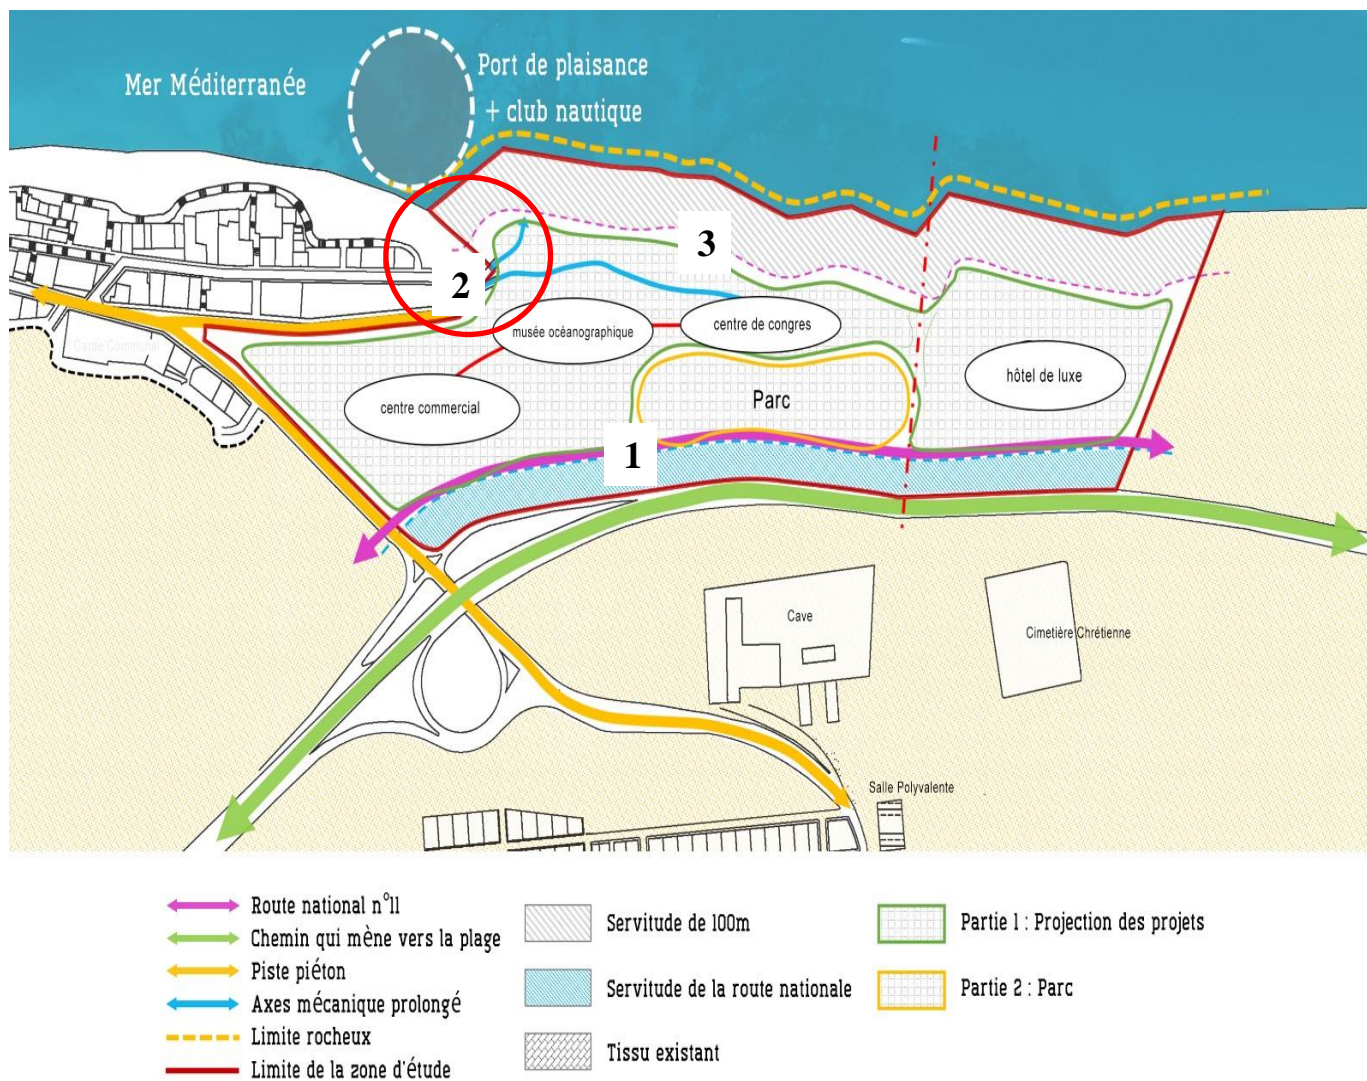 Mer Méditerranée
Port de plaisance
+ club nautique
3
2
musée océanographique
centre de congres
hôtel de luxe
centre commercial
Parc
1
Cave
Cimetière Chrétienne
Salle Polyvalente
Route national n°11
Chemin qui mène vers la plage
Piste piéton
Axes mécanique prolongé
Limite rocheux
Limite de la zone d'étude
Servitude de 100m
Servitude de la route nationale
Tissu existant
Partie 1 : Projection des projets
Partie 2 : Parc